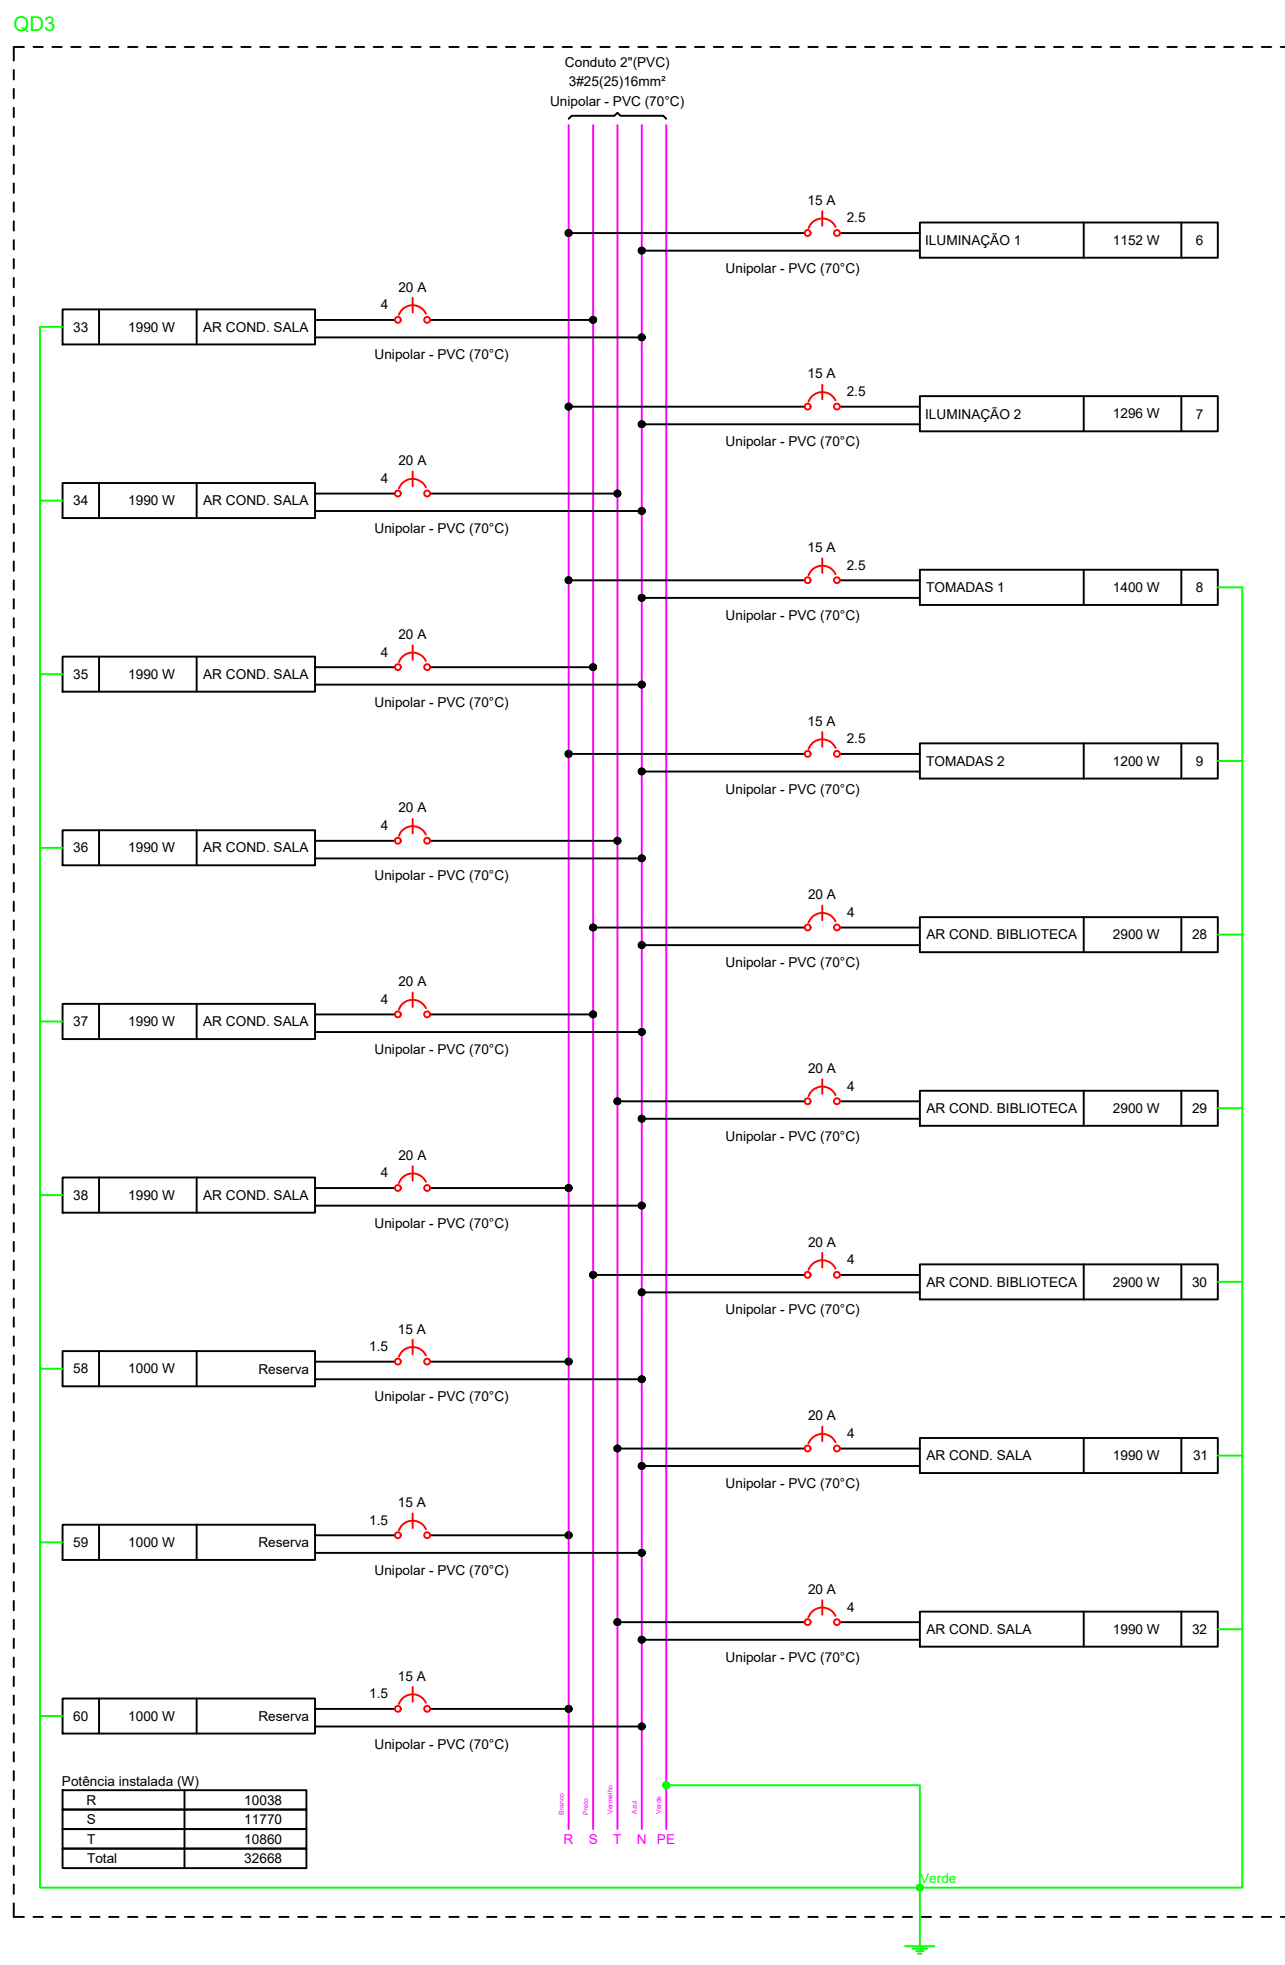 QD3
Conduto 2"(PVC)
3#25(25)16mm²
Unipolar - PVC (70°C)
15 A
2.5
ILUMINAÇÃO 1 1152 W 6
Unipolar - PVC (70°C)
20 A
4
33 1990 W AR COND. SALA
Unipolar - PVC (70°C)
15 A
2.5
ILUMINAÇÃO 2 1296 W 7
Unipolar - PVC (70°C)
20 A
4
34 1990 W AR COND. SALA
Unipolar - PVC (70°C)
15 A
2.5
TOMADAS 1 1400 W 8
Unipolar - PVC (70°C)
20 A
4
35 1990 W AR COND. SALA
Unipolar - PVC (70°C)
15 A
2.5
TOMADAS 2 1200 W 9
Unipolar - PVC (70°C)
20 A
4
36 1990 W AR COND. SALA
Unipolar - PVC (70°C)
20 A
4
AR COND. BIBLIOTECA 2900 W 28
Unipolar - PVC (70°C)
20 A
4
37 1990 W AR COND. SALA
Unipolar - PVC (70°C)
20 A
4
AR COND. BIBLIOTECA 2900 W 29
Unipolar - PVC (70°C)
20 A
4
38 1990 W AR COND. SALA
Unipolar - PVC (70°C)
20 A
4
AR COND. BIBLIOTECA 2900 W 30
Unipolar - PVC (70°C)
15 A
1.5
58 1000 W Reserva
Unipolar - PVC (70°C)
20 A
4
AR COND. SALA 1990 W 31
Unipolar - PVC (70°C)
15 A
1.5
59 1000 W Reserva
Unipolar - PVC (70°C)
20 A
4
AR COND. SALA 1990 W 32
Unipolar - PVC (70°C)
15 A
1.5
60 1000 W Reserva
Unipolar - PVC (70°C)
Potência instalada (W)
R 10038
S 11770
T 10860
Total 32668
Branco Preto Vermelho Azul Verde
R S T N PE
Verde